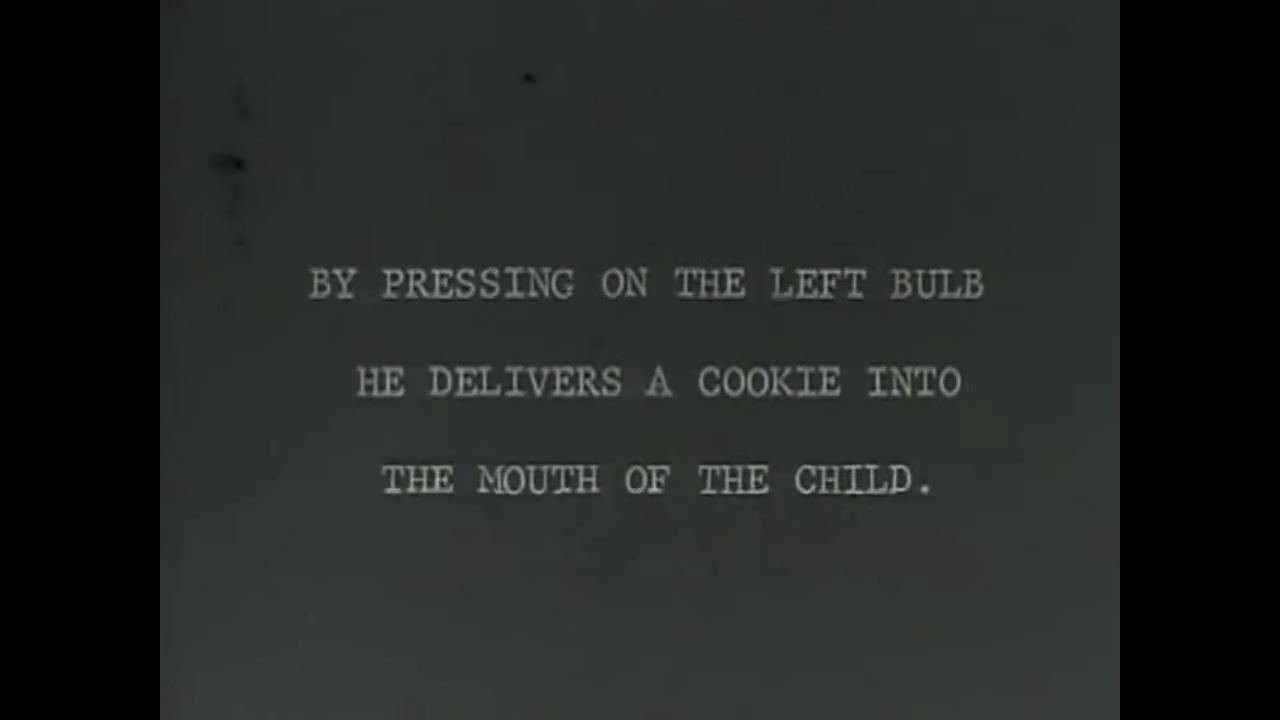 BY PRESSING ON THE LEFT BULB
HE DELIVERS A COOKIE INTO
THE MOUTH OF THE CHILD.